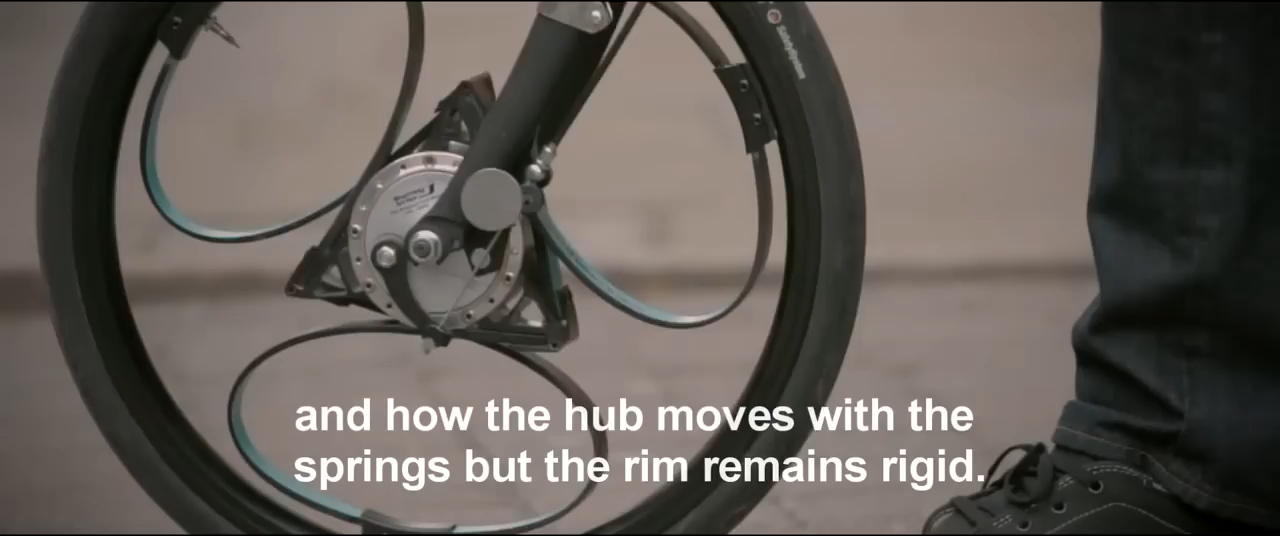 and how the hub moves with the
springs but the rim remains rigid.